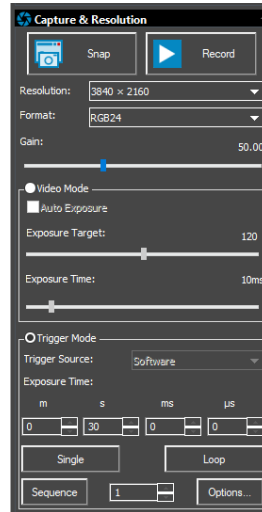 Capture & Resolution
Snap Record
Resolution: 3840 × 2160
Format: RGB24
Gain: 50.00
Video Mode
Auto Exposure
Exposure Target: 120
Exposure Time: 10ms
Trigger Mode
Trigger Source: Software
Exposure Time:
m s ms µs
0 30 0 0
Single Loop
Sequence 1 Options...